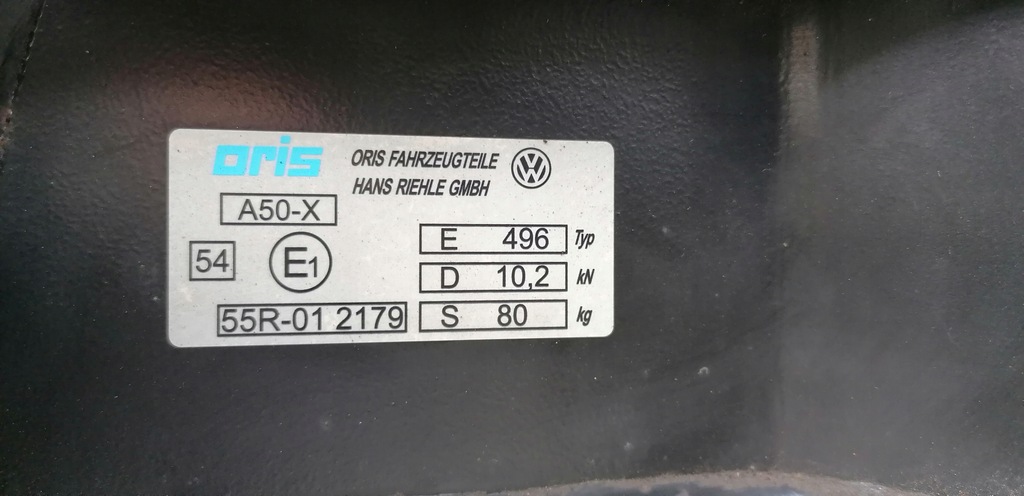 oris
ORIS FAHRZEUGTEILE
HANS RIEHLE GMBH
VW
A50-X
54
E1
55R-01 2179
E 496 Typ
D 10,2 kN
S 80 kg